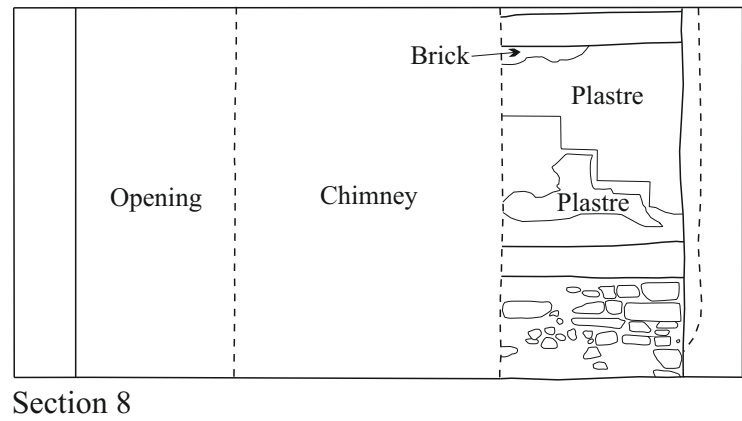 Brick
Plastre
Opening
Chimney
Plastre
Section 8